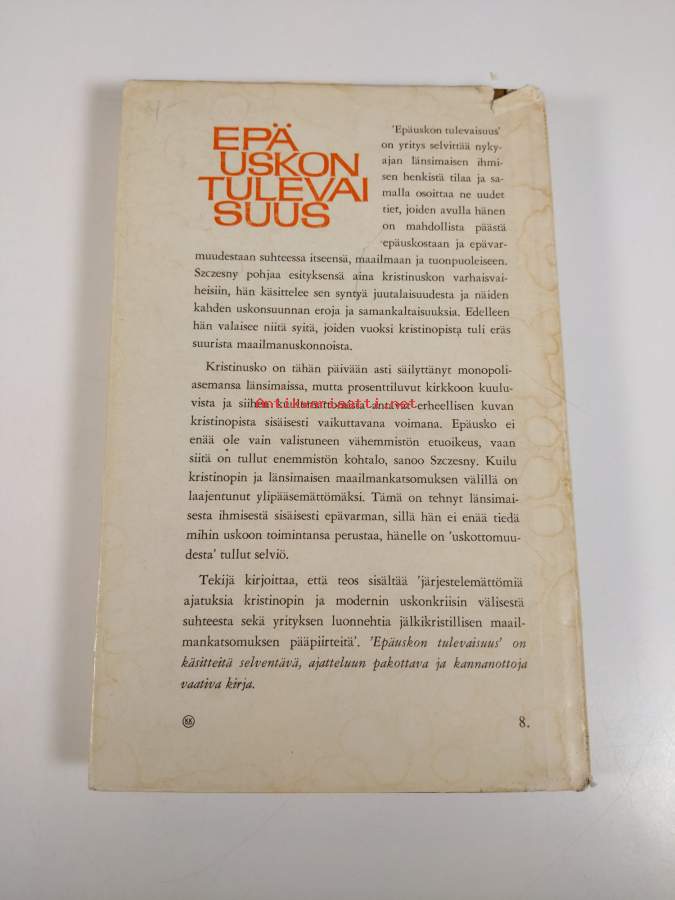 EPÄ
USKON
TULEVAI
SUUS
'Epäuskon tulevaisuus'
on yritys selvittää nyky-
ajan länsimaisen ihmi-
sen henkistä tilaa ja sa-
malla osoittaa ne uudet
tiet, joiden avulla hänen
on mahdollista päästä
epäuskostaan ja epävar-
muudestaan suhteessa itseensä, maailmaan ja tuonpuoleiseen.
Szczesny pohjaa esityksensä aina kristinuskon varhaisvai-
heisiin, hän käsittelee sen syntyä juutalaisuudesta ja näiden
kahden uskonsuunnan eroja ja samankaltaisuuksia. Edelleen
hän valaisee niitä syitä, joiden vuoksi kristinopista tuli eräs
suurista maailmanuskonnoista.
Kristinusko on tähän päivään asti säilyttänyt monopoli-
asemansa länsimaissa, mutta prosenttiluvut kirkkoon kuulu-
vista ja siihen kuulumattomista antavat erheellisen kuvan
Antikvariaatti.net
kristinopista sisäisesti vaikuttavana voimana. Epäusko ei
enää ole vain valistuneen vähemmistön etuoikeus, vaan
siitä on tullut enemmistön kohtalo, sanoo Szczesny. Kuilu
kristinopin ja länsimaisen maailmankatsomuksen välillä on
laajentunut ylipääsemättömäksi. Tämä on tehnyt länsimai-
sesta ihmisestä sisäisesti epävarman, sillä hän ei enää tiedä
mihin uskoon toimintansa perustaa, hänelle on 'uskottomuu-
desta' tullut selviö.
Tekijä kirjoittaa, että teos sisältää 'järjestelemättömiä
ajatuksia kristinopin ja modernin uskonkriisin välisestä
suhteesta sekä yrityksen luonnehtia jälkikristillisen maail-
mankatsomuksen pääpiirteitä'. 'Epäuskon tulevaisuus' on
käsitteitä selventävä, ajatteluun pakottava ja kannanottoja
vaativa kirja.
KK
8.